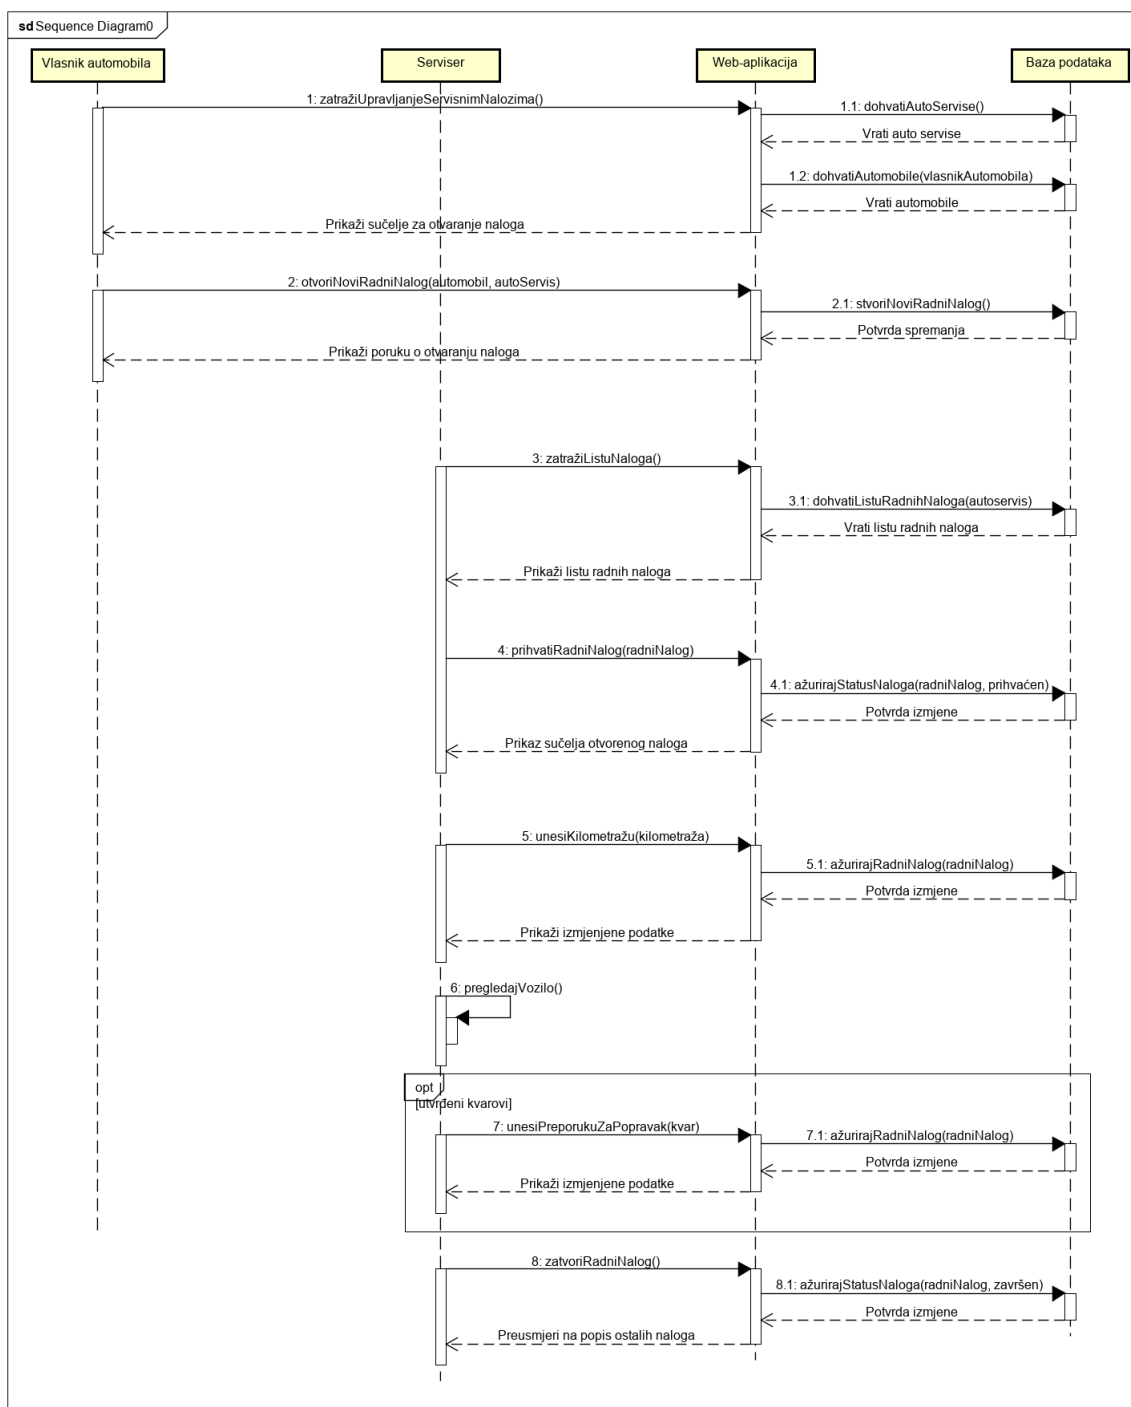 sd Sequence Diagram0
Vlasnik automobila
Serviser
Web-aplikacija
Baza podataka
1: zatražiUpravljanjeServisnimNalozima()
1.1: dohvatiAutoServise()
Vrati auto servise
1.2: dohvatiAutomobile(vlasnikAutomobila)
Vrati automobile
Prikaži sučelje za otvaranje naloga
2: otvoriNoviRadniNalog(automobil, autoServis)
2.1: stvoriNoviRadniNalog()
Potvrda spremanja
Prikaži poruku o otvaranju naloga
3: zatražiListuNaloga()
3.1: dohvatiListuRadnihNaloga(autoservis)
Vrati listu radnih naloga
Prikaži listu radnih naloga
4: prihvatiRadniNalog(radniNalog)
4.1: ažurirajStatusNaloga(radniNalog, prihvaćen)
Potvrda izmjene
Prikaz sučelja otvorenog naloga
5: unesiKilometražu(kilometraža)
5.1: ažurirajRadniNalog(radniNalog)
Potvrda izmjene
Prikaži izmjenjene podatke
6: pregledajVozilo()
opt
[utvrđeni kvarovi]
7: unesiPreporukuZaPopravak(kvar)
7.1: ažurirajRadniNalog(radniNalog)
Potvrda izmjene
Prikaži izmjenjene podatke
8: zatvoriRadniNalog()
8.1: ažurirajStatusNaloga(radniNalog, završen)
Potvrda izmjene
Preusmjeri na popis ostalih naloga